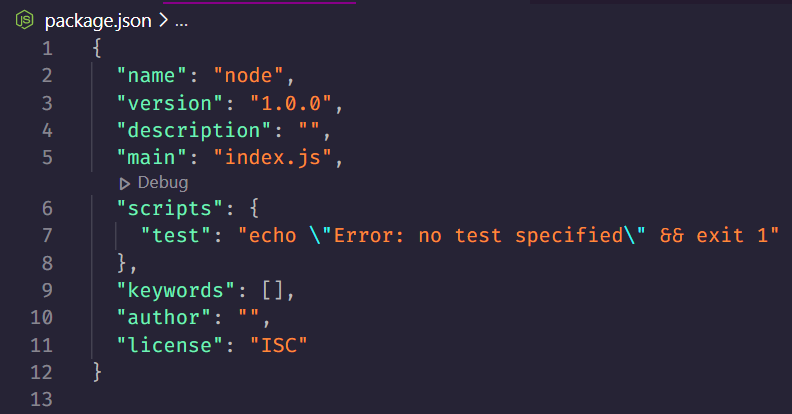 package.json > ...
1 {
2 "name": "node",
3 "version": "1.0.0",
4 "description": "",
5 "main": "index.js",
Debug
6 "scripts": {
7 "test": "echo \"Error: no test specified\" && exit 1"
8 },
9 "keywords": [],
10 "author": "",
11 "license": "ISC"
12 }
13